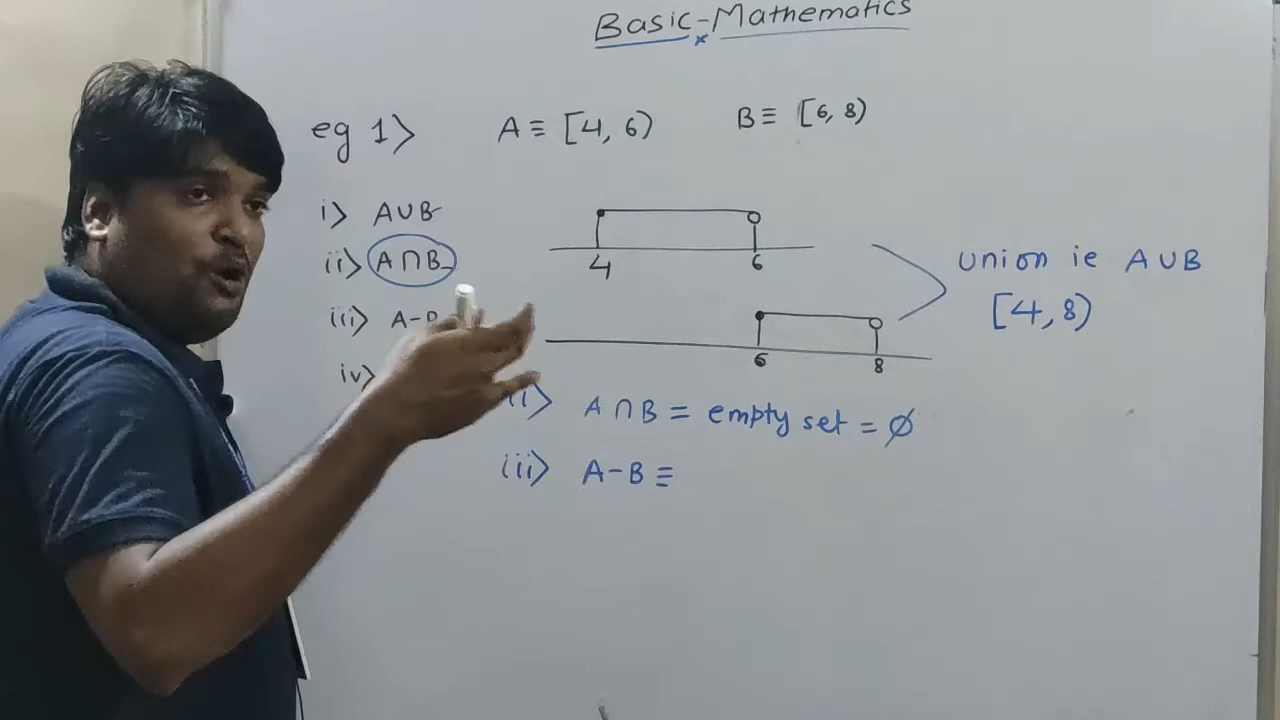 Basic-Mathematics
eg 1> A ≡ [4, 6) B ≡ [6, 8)
i> A∪B
ii> A∩B
iii> A-B
iv>
4 6
6 8
union ie A∪B
[4, 8)
ii> A∩B = empty set = ∅
iii> A-B ≡